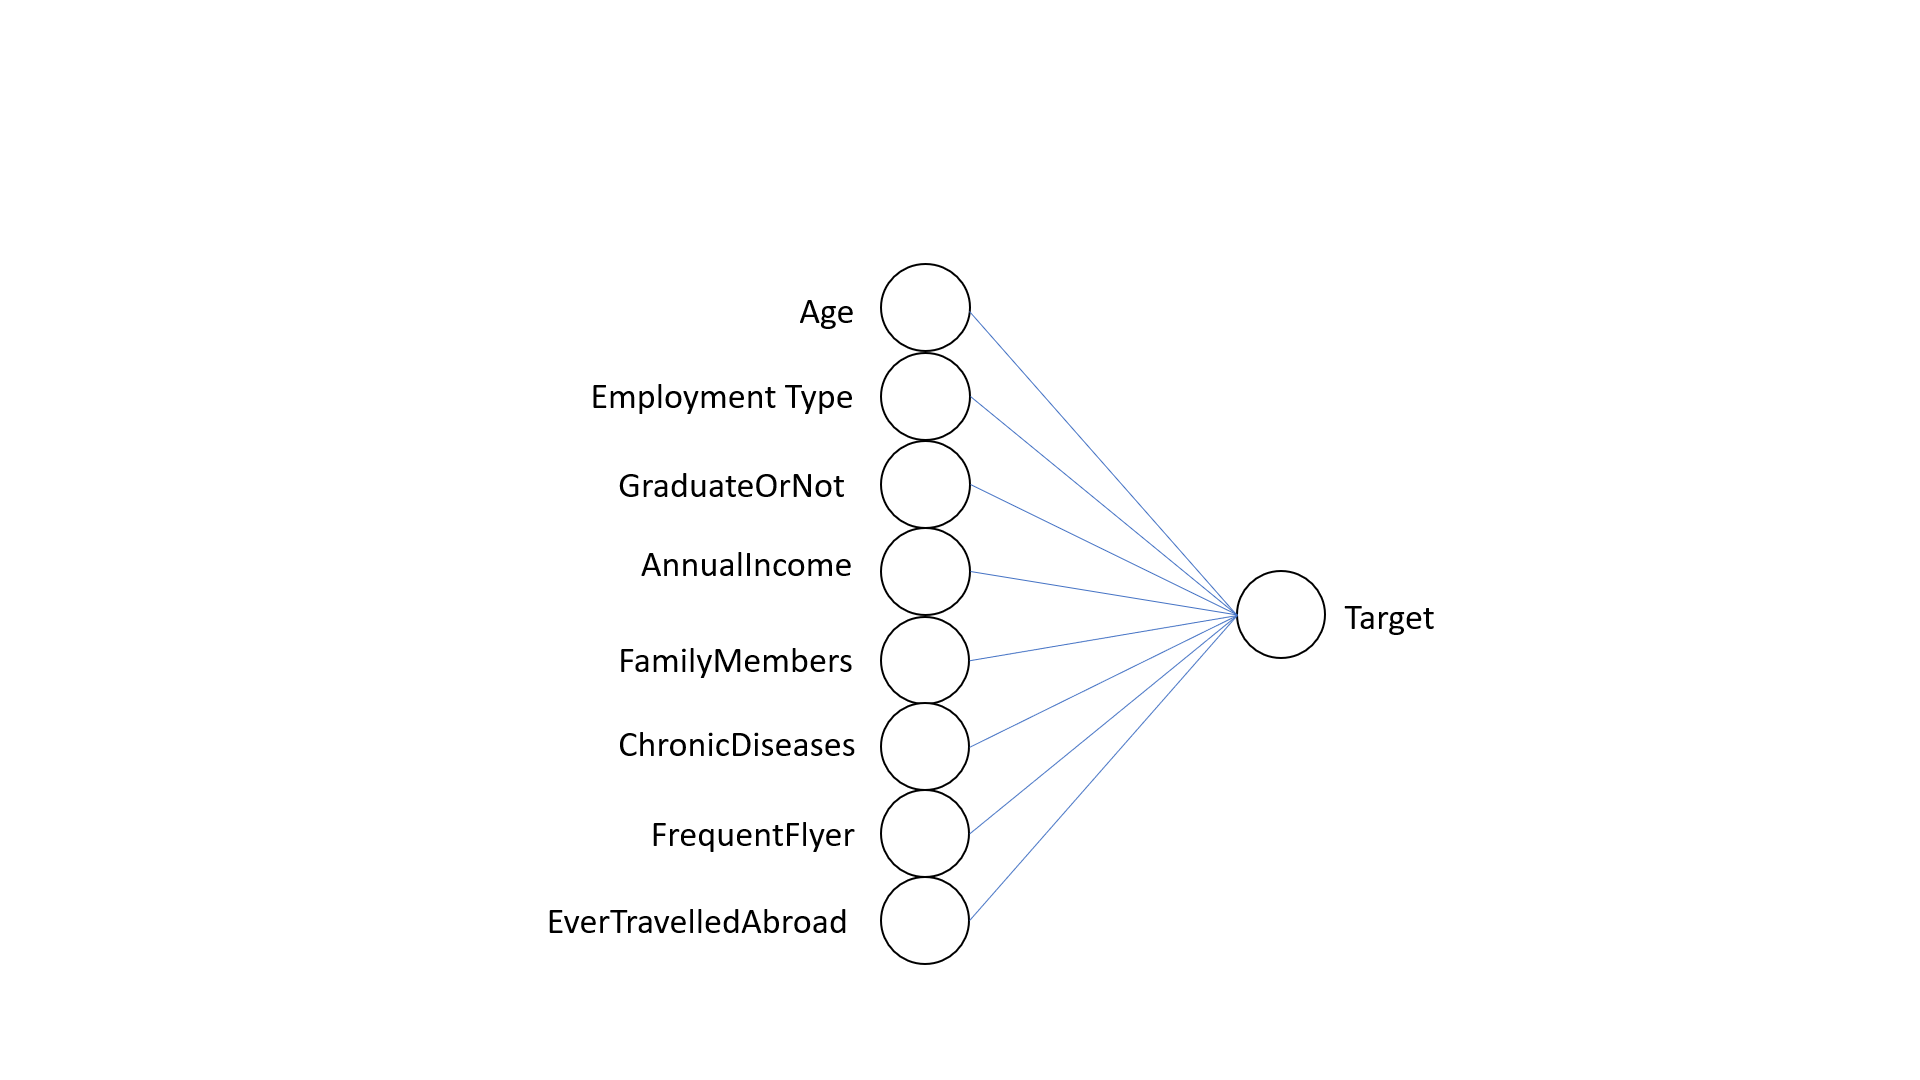 Age
Employment Type
GraduateOrNot
AnnualIncome
FamilyMembers
ChronicDiseases
FrequentFlyer
EverTravelledAbroad
Target